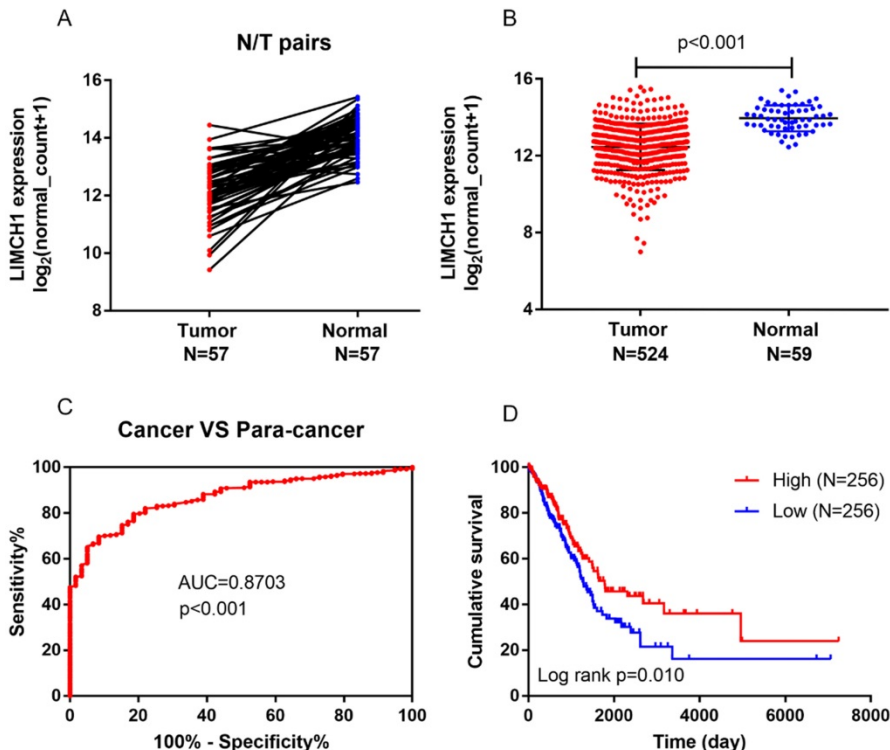 A
N/T pairs
LIMCH1 expression
log₂(normal_count+1)
16
14
12
10
8
Tumor
N=57
Normal
N=57
B
p<0.001
LIMCH1 expression
log₂(normal_count+1)
16
12
8
4
Tumor
N=524
Normal
N=59
C
Cancer VS Para-cancer
Sensitivity%
100
80
60
40
20
0
AUC=0.8703
p<0.001
0 20 40 60 80 100
100% - Specificity%
D
Cumulative survival
100
80
60
40
20
0
High (N=256)
Low (N=256)
Log rank p=0.010
0 2000 4000 6000 8000
Time (day)